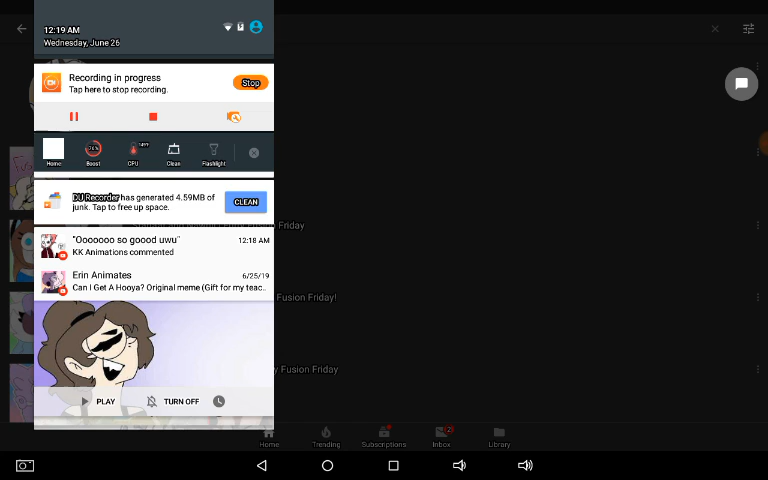 12:19 AM
Wednesday, June 26
Recording in progress
Stop
Tap here to stop recording.
Home
Boost
CPU
Clean
Flashlight
DU Recorder has generated 4.59MB of
junk. Tap to free up space.
CLEAN
Friday
"Ooooooo so goood uwu"
12:18 AM
KK Animations commented
Erin Animates
6/25/19
Can I Get A Hooya? Original meme (Gift for my teac..
Fusion Friday!
y Fusion Friday
PLAY
TURN OFF
Home
Trending
Subscriptions
Inbox
Library